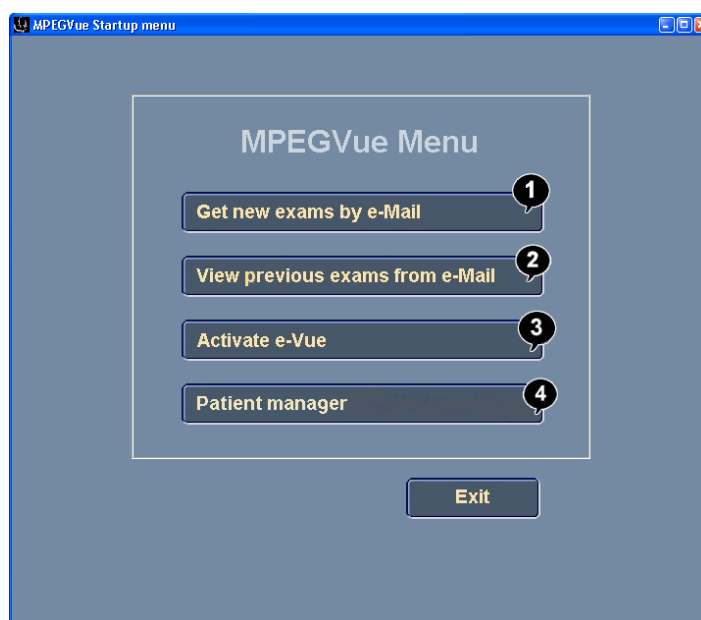 MPEGVue Startup menu
MPEGVue Menu
1
Get new exams by e-Mail
2
View previous exams from e-Mail
3
Activate e-Vue
4
Patient manager
Exit